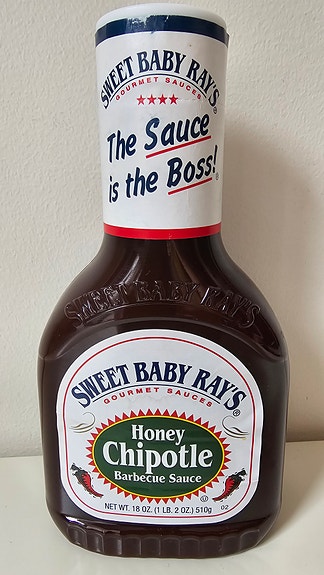 SWEET BABY RAY'S®
GOURMET SAUCES
The Sauce
is the Boss!®
SWEET BABY RAY'S
SWEET BABY RAY'S®
GOURMET SAUCES
Honey
Chipotle
Barbecue Sauce
NET WT. 18 OZ. (1 LB. 2 OZ.) 510g
02